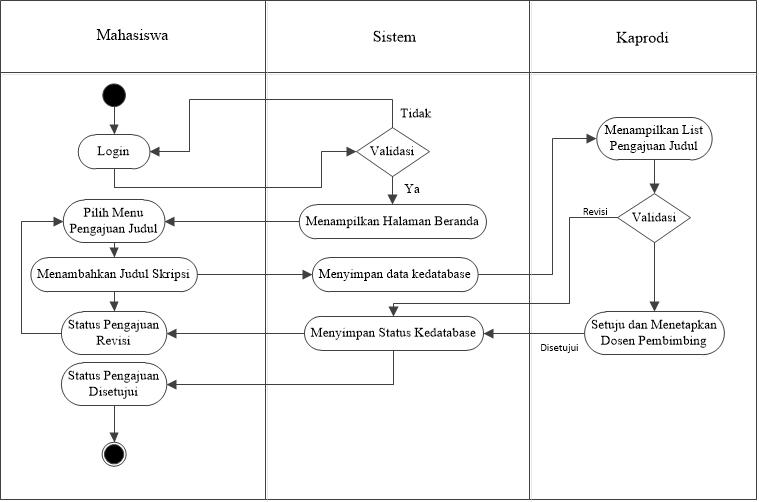 Mahasiswa
Sistem
Kaprodi
Tidak
Login
Validasi
Menampilkan List
Pengajuan Judul
Ya
Pilih Menu
Pengajuan Judul
Menampilkan Halaman Beranda
Revisi
Validasi
Menambahkan Judul Skripsi
Menyimpan data kedatabase
Status Pengajuan
Revisi
Menyimpan Status Kedatabase
Setuju dan Menetapkan
Dosen Pembimbing
Disetujui
Status Pengajuan
Disetujui